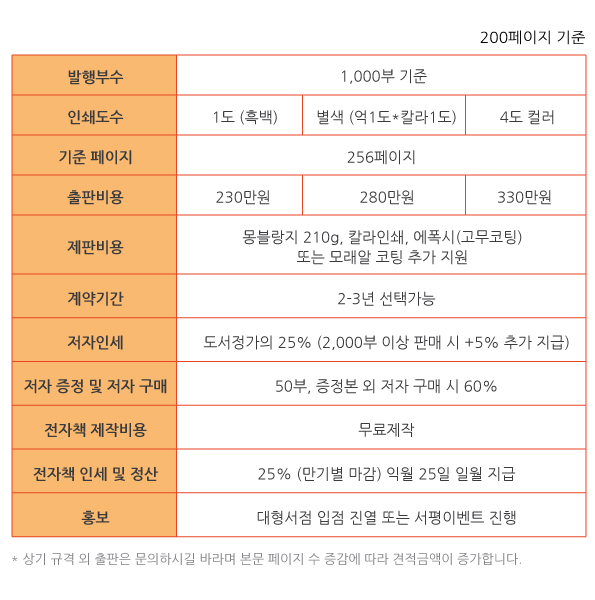 200페이지 기준
발행부수 1,000부 기준
인쇄도수 1도 (흑백) 별색 (억1도*칼라1도) 4도 컬러
기준 페이지 256페이지
출판비용 230만원 280만원 330만원
제판비용 몽블랑지 210g, 칼라인쇄, 에폭시(고무코팅)
또는 모래알 코팅 추가 지원
계약기간 2-3년 선택가능
저자인세 도서정가의 25% (2,000부 이상 판매 시 +5% 추가 지급)
저자 증정 및 저자 구매 50부, 증정본 외 저자 구매 시 60%
전자책 제작비용 무료제작
전자책 인세 및 정산 25% (만기별 마감) 익월 25일 일월 지급
홍보 대형서점 입점 진열 또는 서평이벤트 진행
* 상기 규격 외 출판은 문의하시길 바라며 본문 페이지 수 증감에 따라 견적금액이 증가합니다.